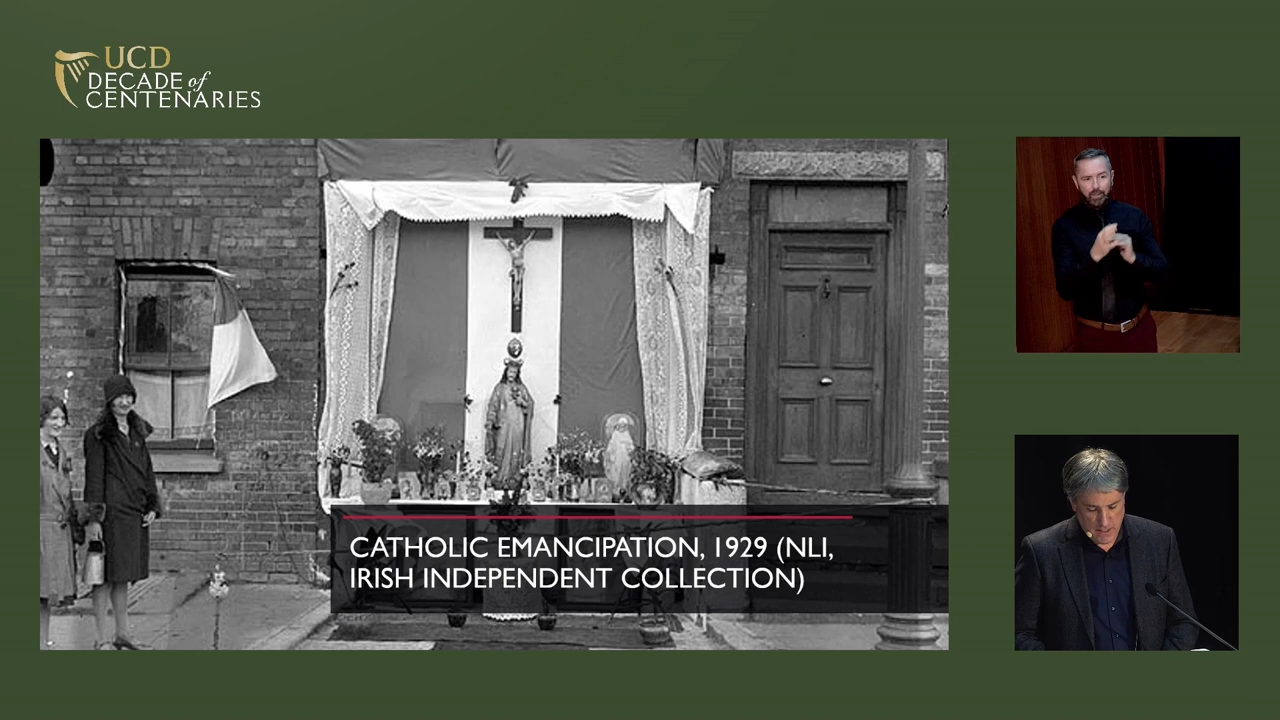 UCD
DECADE of
CENTENARIES
CATHOLIC EMANCIPATION, 1929 (NLI,
IRISH INDEPENDENT COLLECTION)